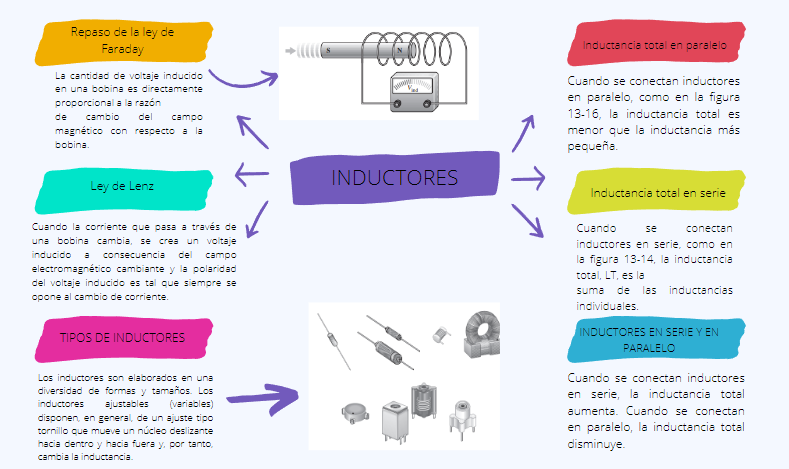 Repaso de la ley de
Faraday
La cantidad de voltaje inducido
en una bobina es directamente
proporcional a la razón
de cambio del campo
magnético con respecto a la
bobina.
S
N
V ind
Inductancia total en paralelo
Cuando se conectan inductores
en paralelo, como en la figura
13-16, la inductancia total es
menor que la inductancia más
pequeña.
INDUCTORES
Ley de Lenz
Cuando la corriente que pasa a través de
una bobina cambia, se crea un voltaje
inducido a consecuencia del campo
electromagnético cambiante y la polaridad
del voltaje inducido es tal que siempre se
opone al cambio de corriente.
Inductancia total en serie
Cuando se conectan
inductores en serie, como en
la figura 13-14, la inductancia
total, LT, es la
suma de las inductancias
individuales.
TIPOS DE INDUCTORES
Los inductores son elaborados en una
diversidad de formas y tamaños. Los
inductores ajustables (variables)
disponen, en general, de un ajuste tipo
tornillo que mueve un núcleo deslizante
hacia dentro y hacia fuera y, por tanto,
cambia la inductancia.
INDUCTORES EN SERIE Y EN
PARALELO
Cuando se conectan inductores
en serie, la inductancia total
aumenta. Cuando se conectan
en paralelo, la inductancia total
disminuye.